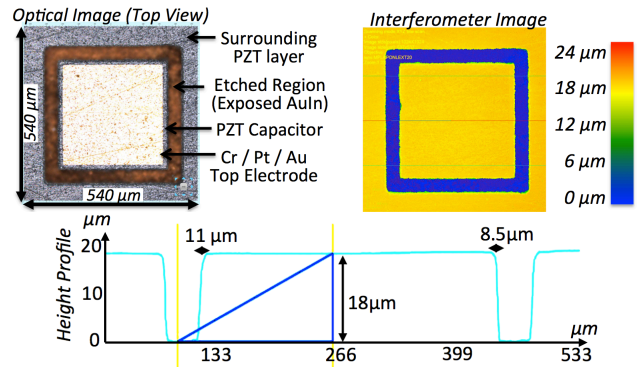 Optical Image (Top View)
Interferometer Image
Surrounding
PZT layer
Etched Region
(Exposed AuIn)
PZT Capacitor
Cr / Pt / Au
Top Electrode
540 µm
540 µm
24 µm
18 µm
12 µm
6 µm
0 µm
µm
Height Profile
20
10
0
11 µm
8.5µm
18µm
µm
133
266
399
533